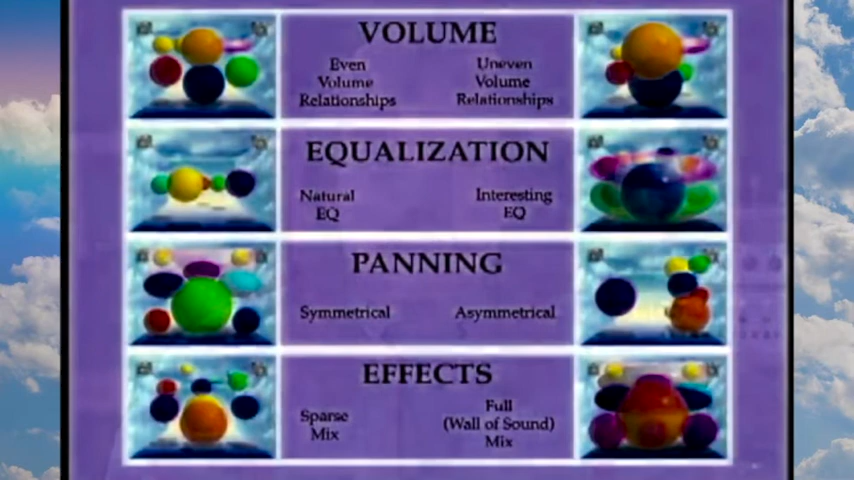 VOLUME
Even
Volume
Relationships
Uneven
Volume
Relationships
EQUALIZATION
Natural
EQ
Interesting
EQ
PANNING
Symmetrical
Asymmetrical
EFFECTS
Sparse
Mix
Full
(Wall of Sound)
Mix